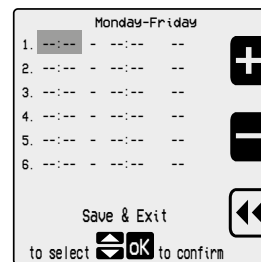 Monday-Friday
1. --:-- - --:-- --
2. --:-- - --:-- --
3. --:-- - --:-- --
4. --:-- - --:-- --
5. --:-- - --:-- --
6. --:-- - --:-- --
Save & Exit
to select OK to confirm